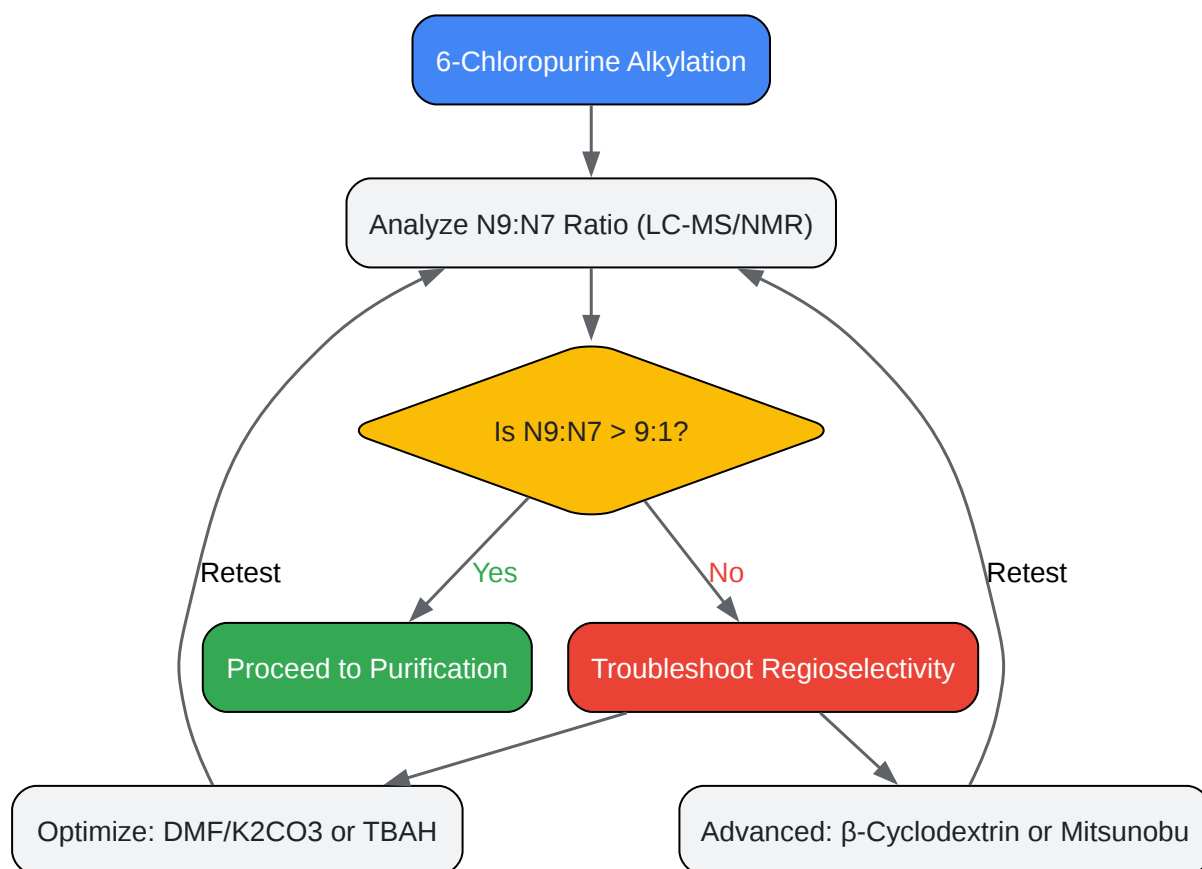 6-Chloropurine Alkylation
Analyze N9:N7 Ratio (LC-MS/NMR)
Is N9:N7 > 9:1?
Retest
Yes
No
Retest
Proceed to Purification
Troubleshoot Regioselectivity
Optimize: DMF/K2CO3 or TBAH
Advanced: β-Cyclodextrin or Mitsunobu